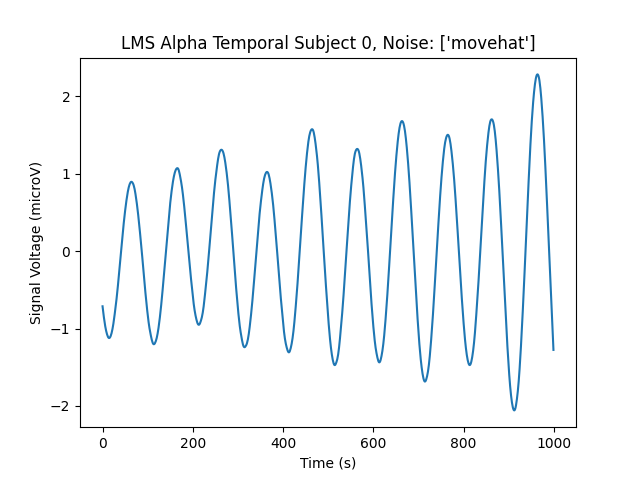 LMS Alpha Temporal Subject 0, Noise: ['movehat']
Signal Voltage (microV)
2
1
0
−1
−2
0 200 400 600 800 1000
Time (s)